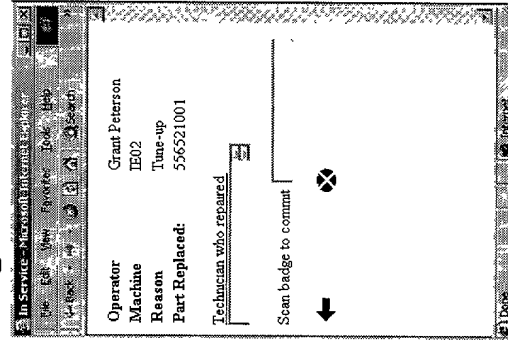 In Service - Microsoft Internet Explorer
File Edit View Favorites Tools Help
Back Search
Operator Grant Peterson
Machine IE02
Reason Tune-up
Part Replaced: 556521001
Technician who repaired
Scan badge to commit
Done Internet